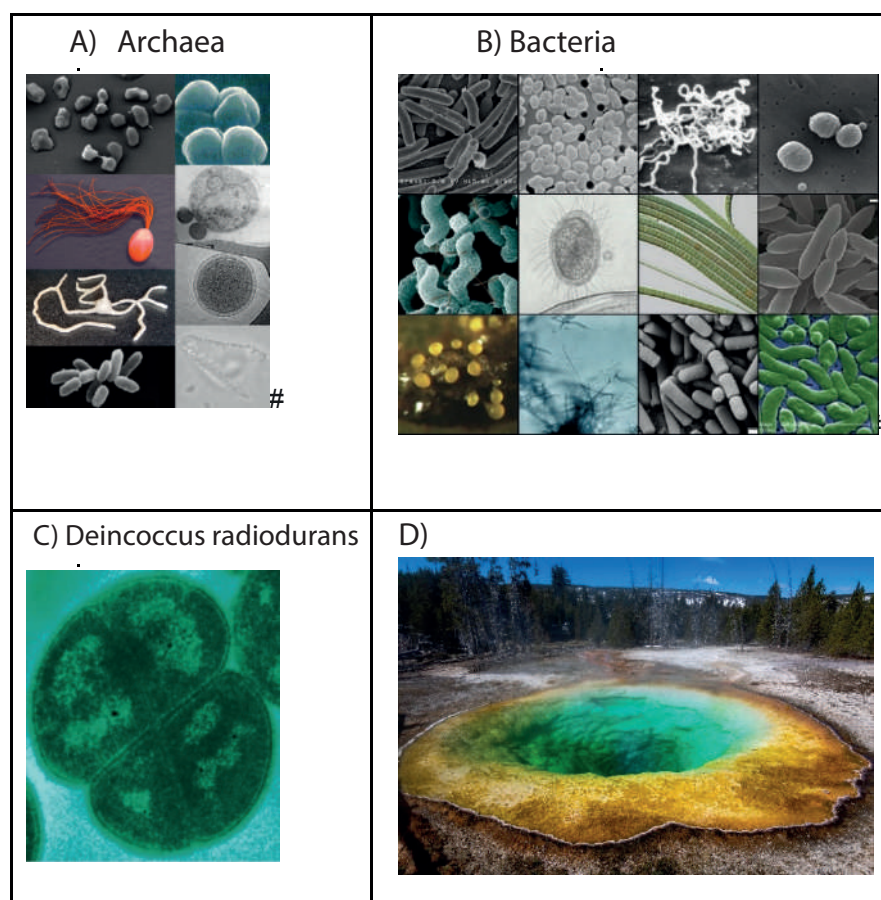 A) Archaea
B) Bacteria
#
C) Deincoccus radiodurans
D)